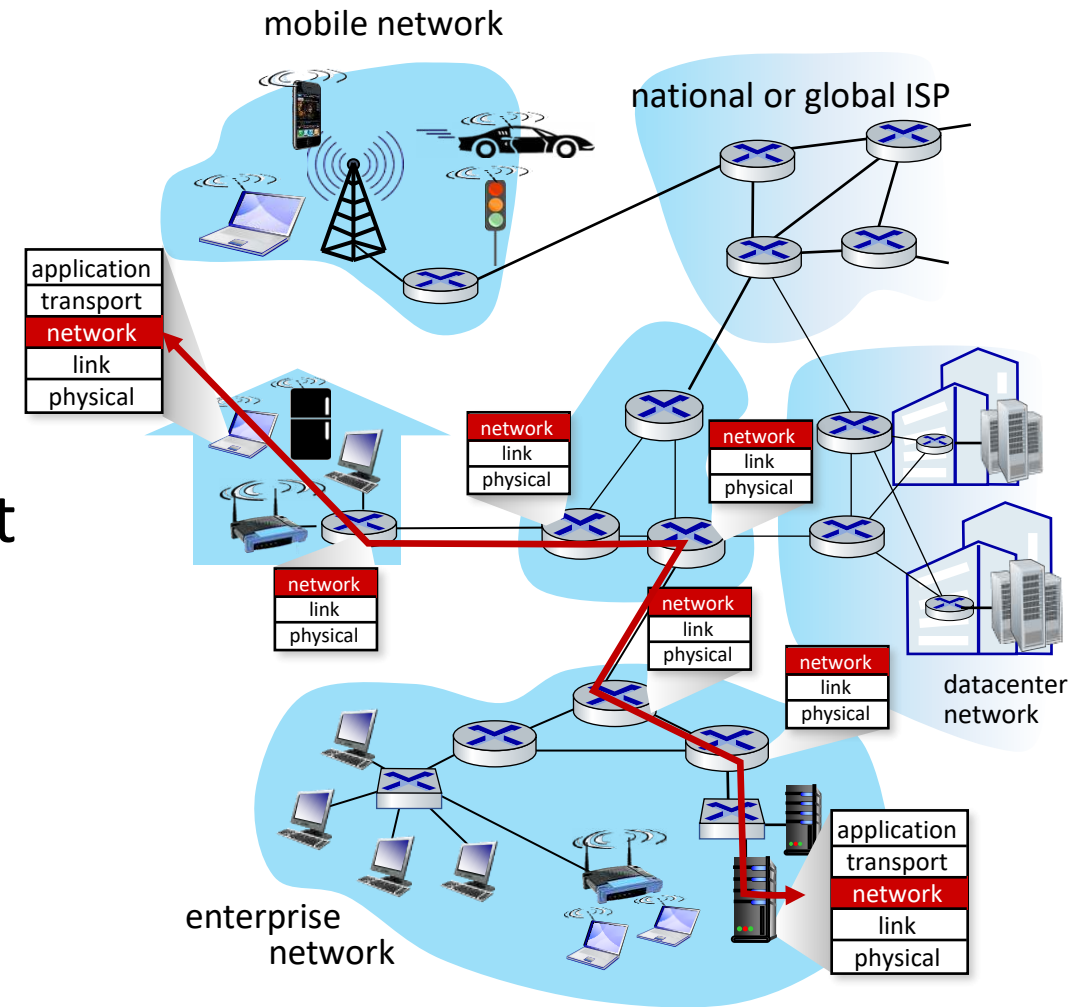 mobile network
national or global ISP
application
transport
network
link
physical
network
link
physical
network
link
physical
t
network
link
physical
network
link
physical
network
link
physical
datacenter
network
application
transport
network
link
physical
enterprise
network